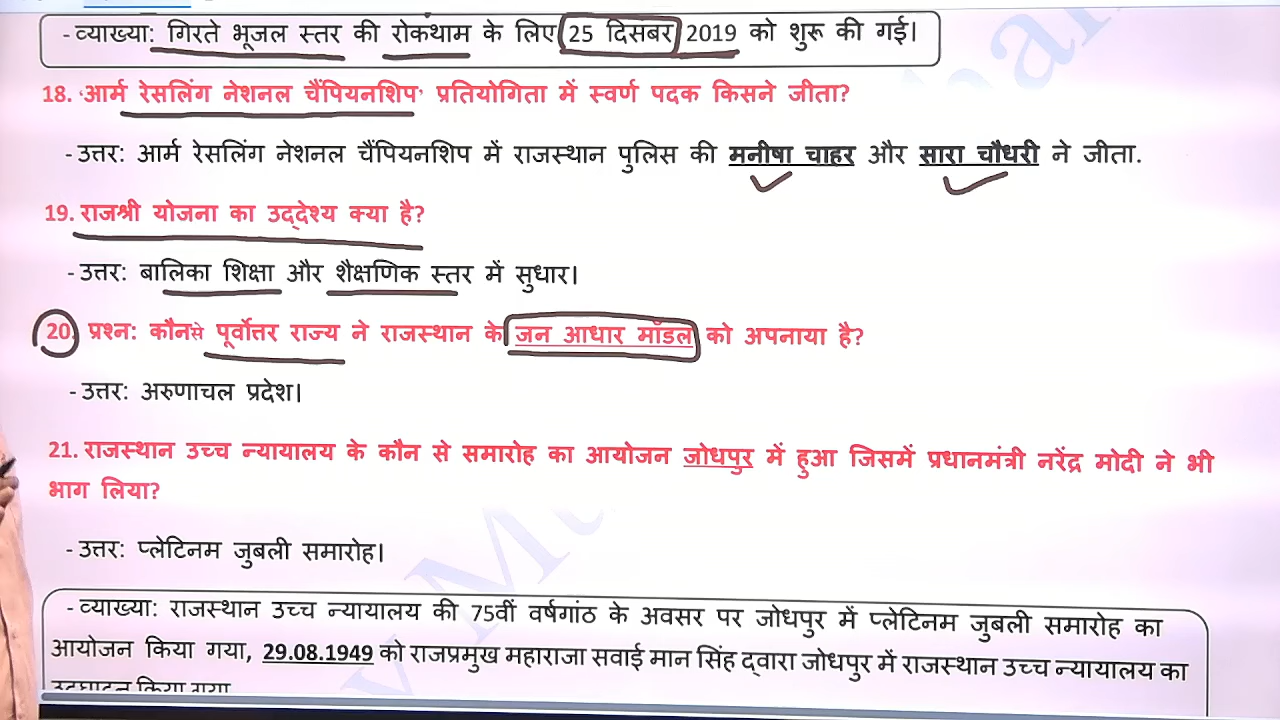 - व्याख्या: गिरते भूजल स्तर की रोकथाम के लिए 25 दिसंबर 2019 को शुरू की गई।
18. 'आर्म रेसलिंग नेशनल चैंपियनशिप' प्रतियोगिता में स्वर्ण पदक किसने जीता?
- उत्तर: आर्म रेसलिंग नेशनल चैंपियनशिप में राजस्थान पुलिस की मनीषा चाहर और सारा चौधरी ने जीता.
19. राजश्री योजना का उद्देश्य क्या है?
- उत्तर: बालिका शिक्षा और शैक्षणिक स्तर में सुधार।
20. प्रश्न: कौनसे पूर्वोत्तर राज्य ने राजस्थान के जन आधार मॉडल को अपनाया है?
- उत्तर: अरुणाचल प्रदेश।
21. राजस्थान उच्च न्यायालय के कौन से समारोह का आयोजन जोधपुर में हुआ जिसमें प्रधानमंत्री नरेंद्र मोदी ने भी
भाग लिया?
- उत्तर: प्लेटिनम जुबली समारोह।
- व्याख्या: राजस्थान उच्च न्यायालय की 75वीं वर्षगांठ के अवसर पर जोधपुर में प्लेटिनम जुबली समारोह का
आयोजन किया गया, 29.08.1949 को राजप्रमुख महाराजा सवाई मान सिंह द्वारा जोधपुर में राजस्थान उच्च न्यायालय का